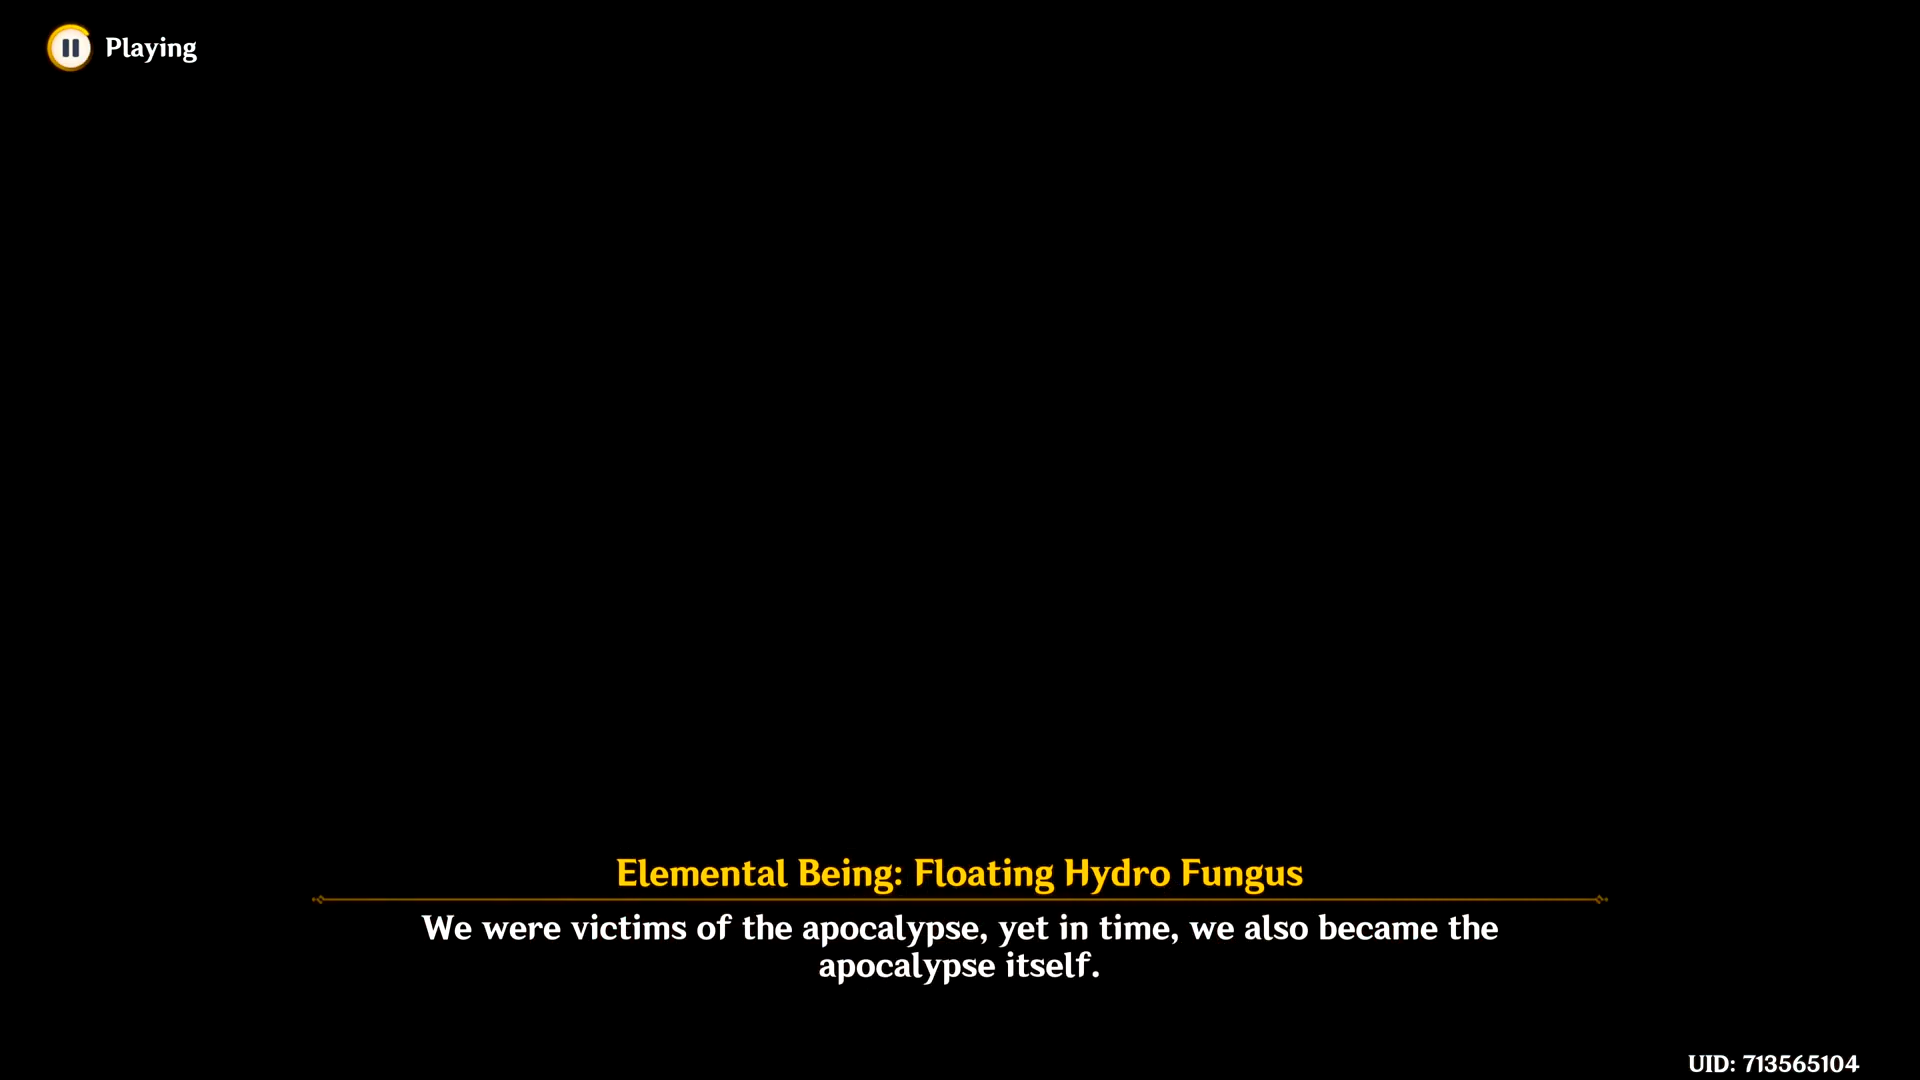 Playing
Elemental Being: Floating Hydro Fungus
We were victims of the apocalypse, yet in time, we also became the
apocalypse itself.
UID: 713565104